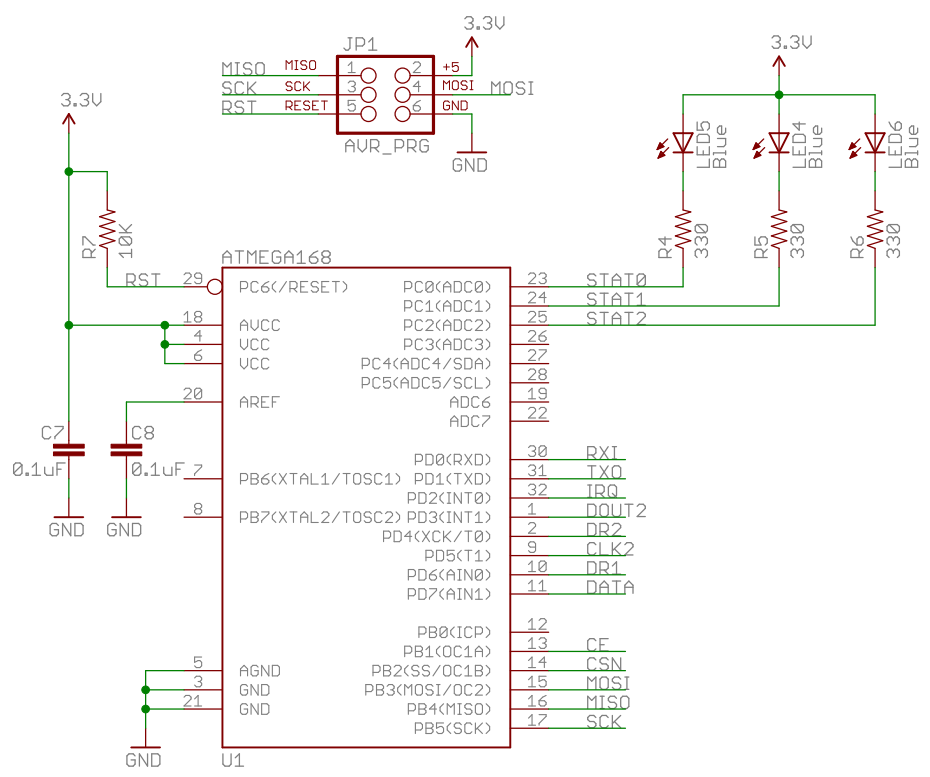 3.3V
JP1
MISO MISO 1 2 +5
SCK SCK 3 4 MOSI MOSI
RST RESET 5 6 GND
AVR_PRG
GND
3.3V
LED5 Blue
LED4 Blue
LED6 Blue
R4 330
R5 330
R6 330
3.3V
R7 10K
ATMEGA168
RST 29 PC6(/RESET)
18 AVCC
4 VCC
6 VCC
20 AREF
C7 0.1uF
C8 0.1uF
GND
GND
7 PB6(XTAL1/TOSC1)
8 PB7(XTAL2/TOSC2)
5 AGND
3 GND
21 GND
GND
PC0(ADC0) 23 STAT0
PC1(ADC1) 24 STAT1
PC2(ADC2) 25 STAT2
PC3(ADC3) 26
PC4(ADC4/SDA) 27
PC5(ADC5/SCL) 28
ADC6 19
ADC7 22
PD0(RXD) 30 RXI
PD1(TXD) 31 TXO
PD2(INT0) 32 IRQ
PD3(INT1) 1 DOUT2
PD4(XCK/T0) 2 DR2
PD5(T1) 9 CLK2
PD6(AIN0) 10 DR1
PD7(AIN1) 11 DATA
PB0(ICP) 12
PB1(OC1A) 13 CE
PB2(SS/OC1B) 14 CSN
PB3(MOSI/OC2) 15 MOSI
PB4(MISO) 16 MISO
PB5(SCK) 17 SCK
U1